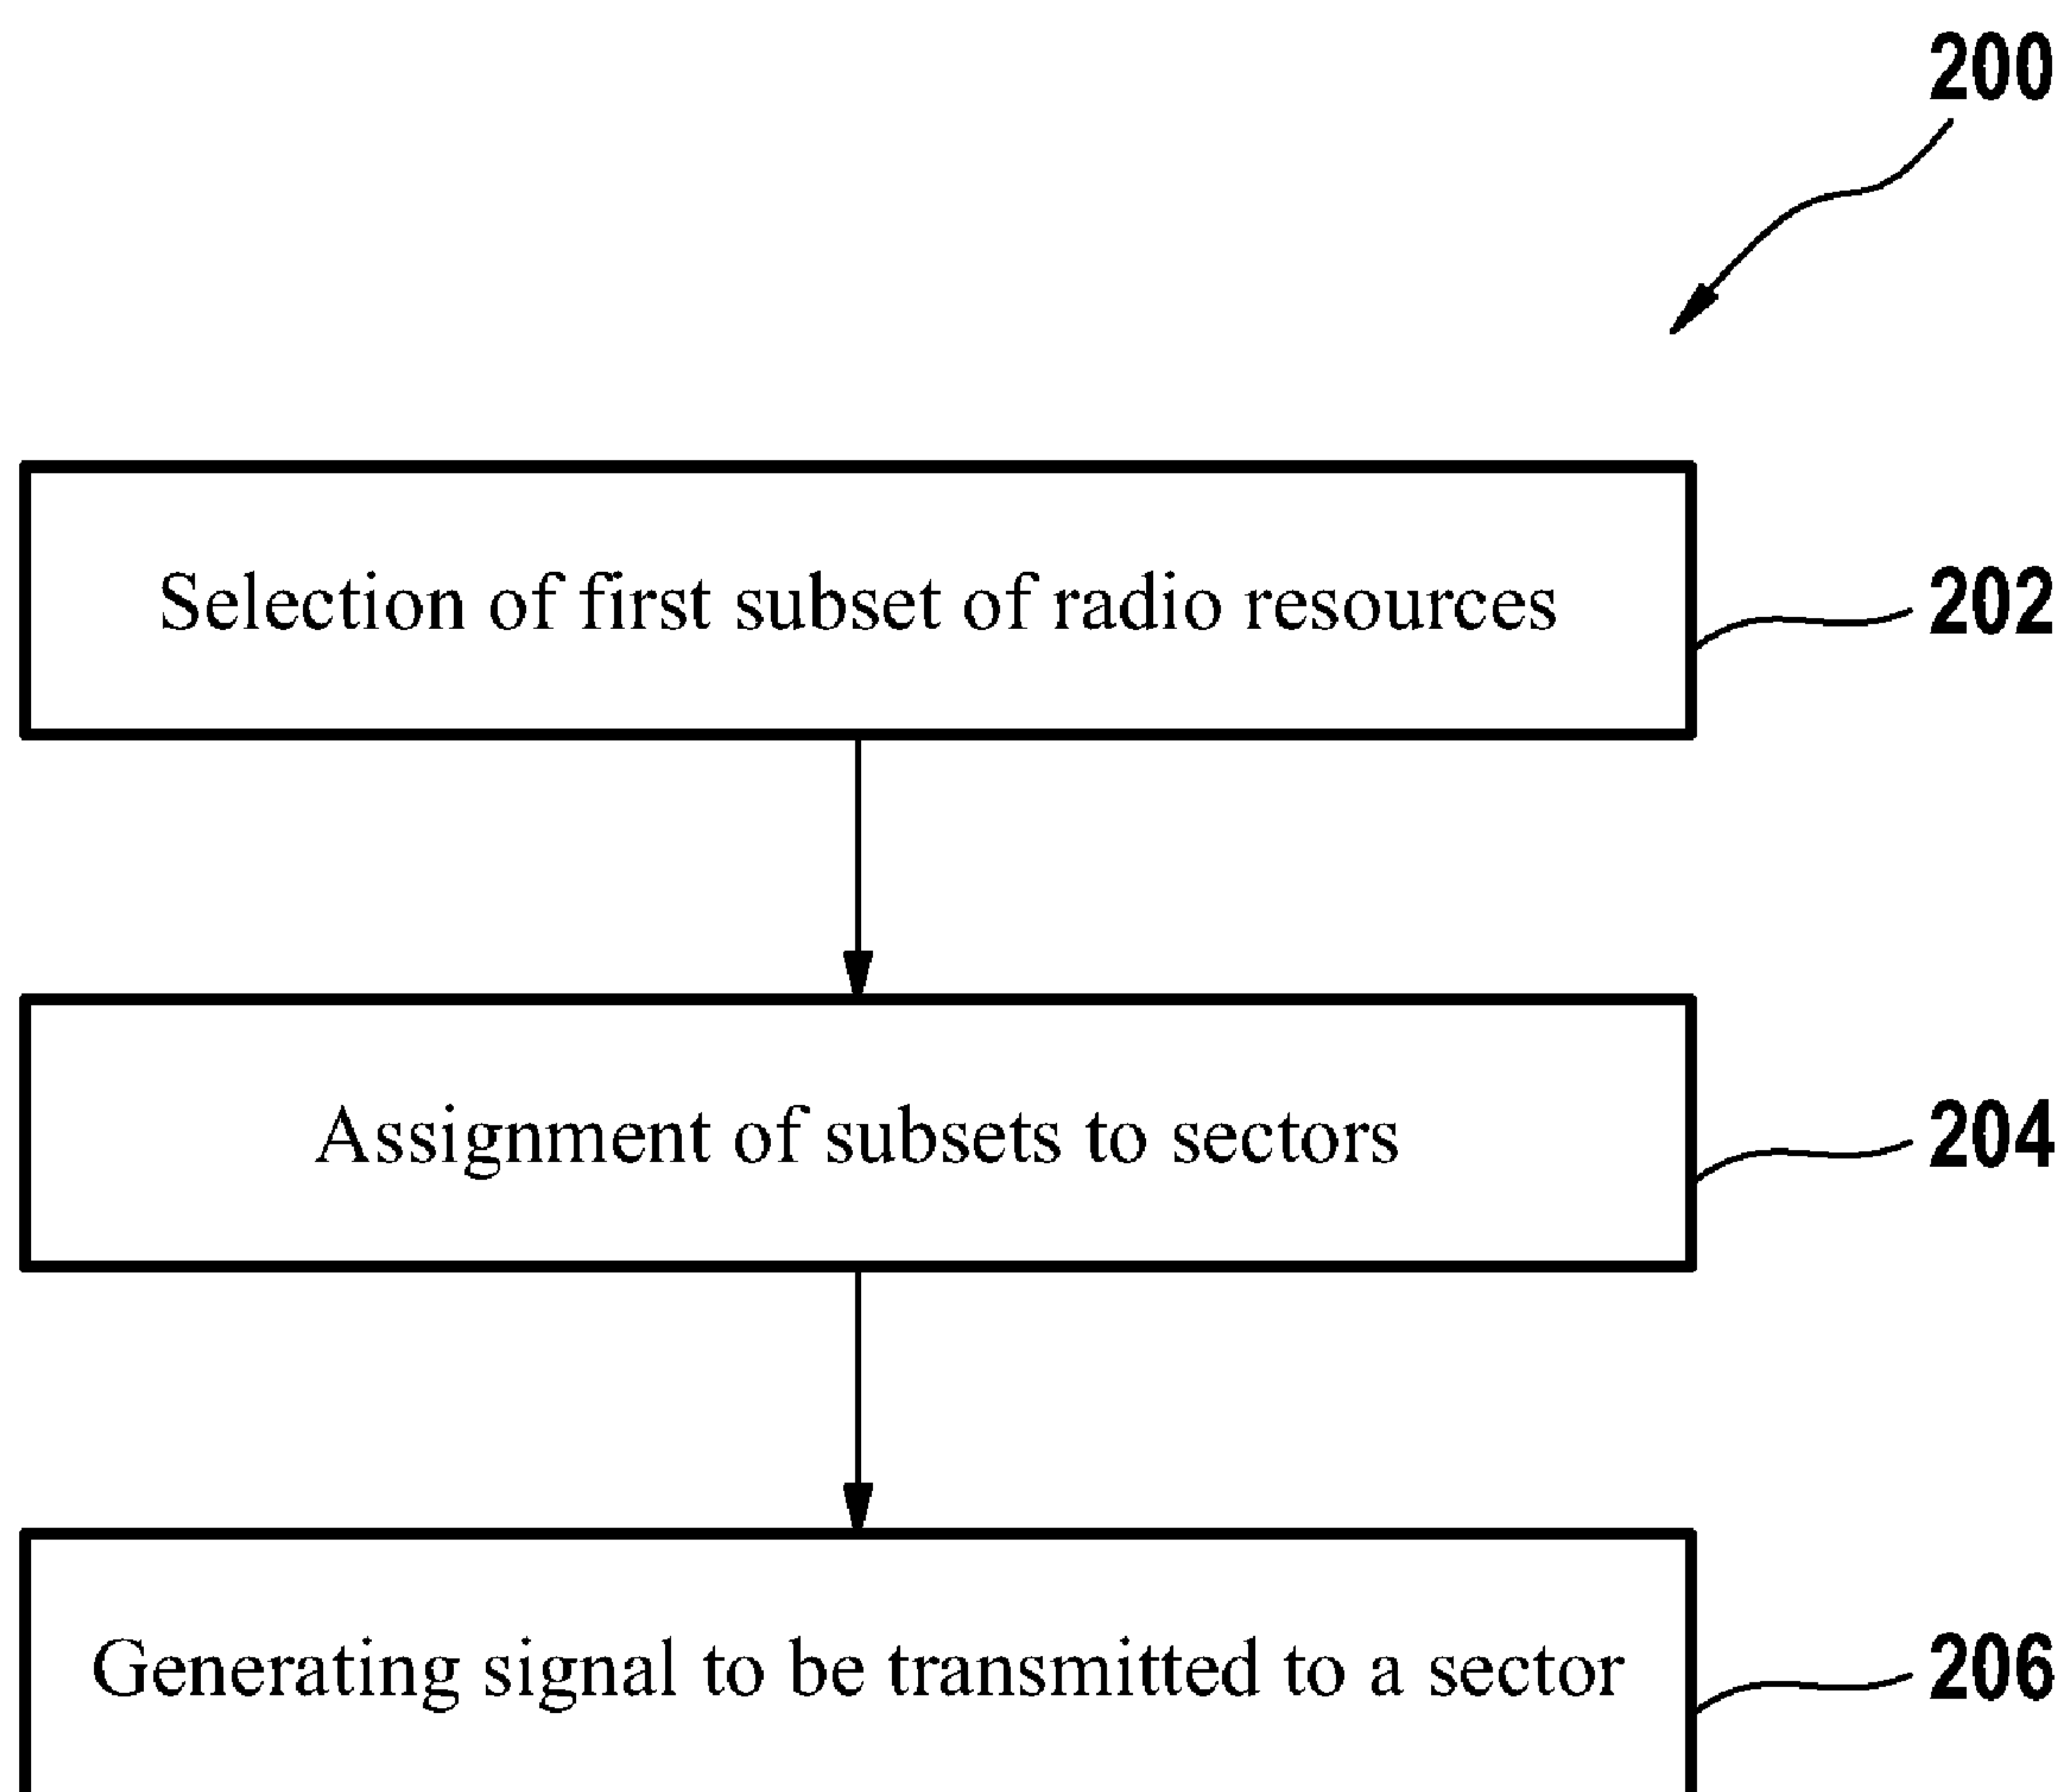 200
Selection of first subset of radio resources
202
Assignment of subsets to sectors
204
Generating signal to be transmitted to a sector
206